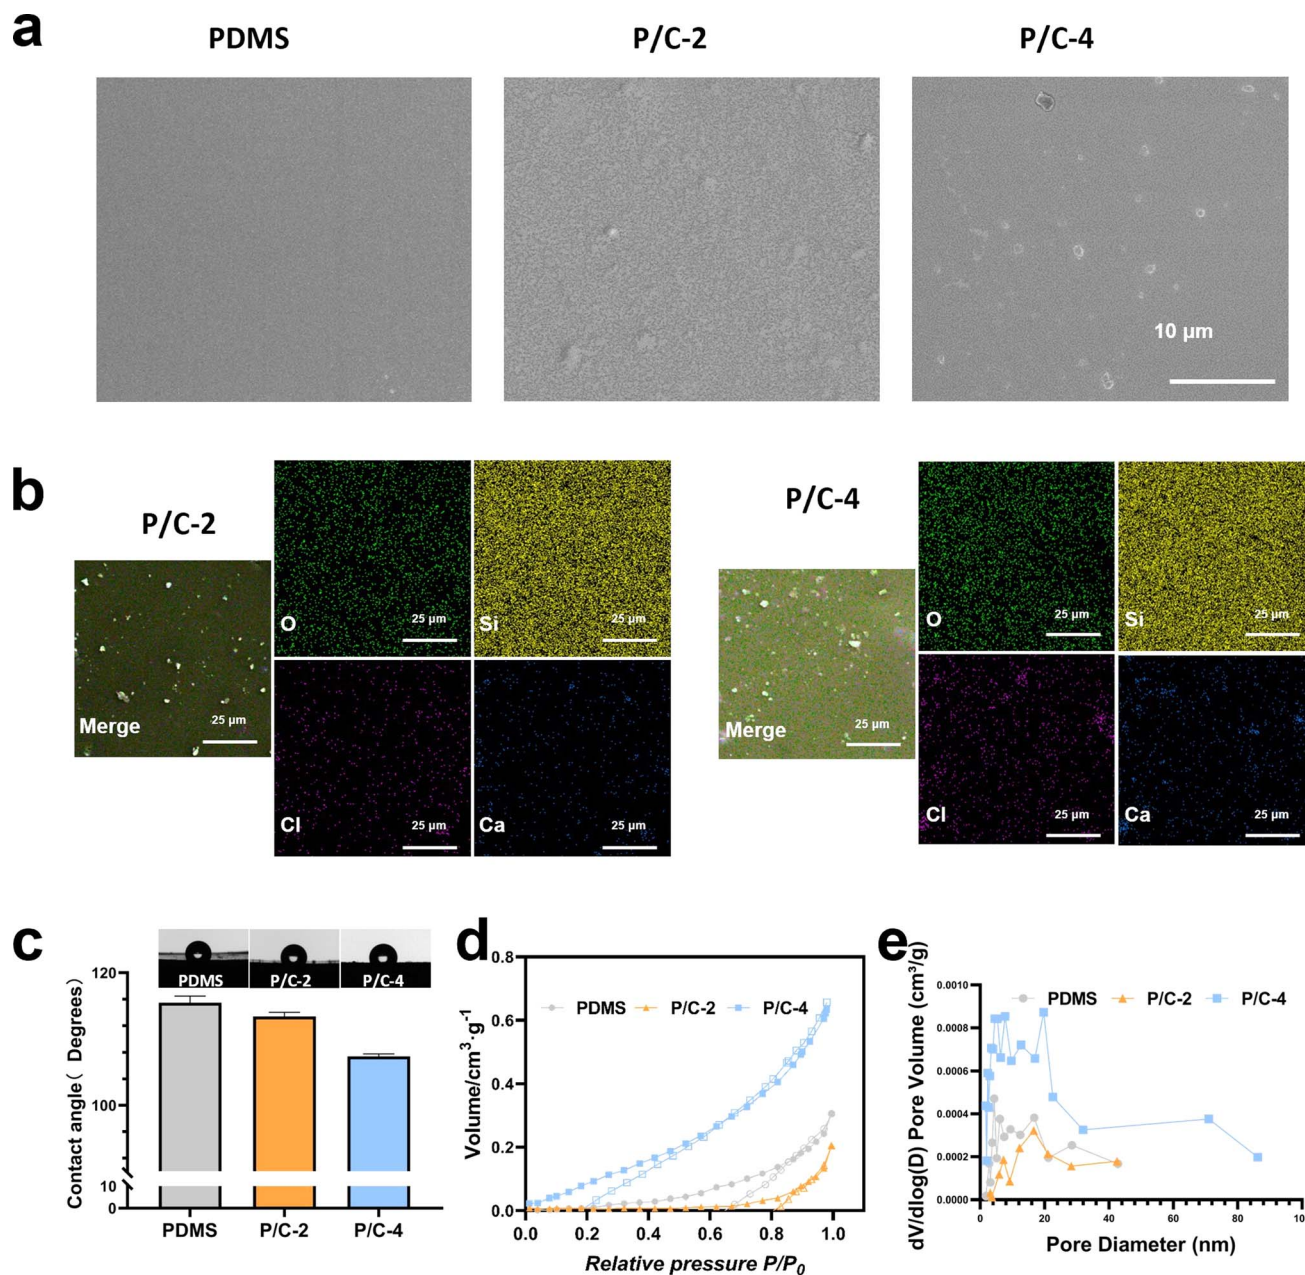 a
PDMS
P/C-2
P/C-4
10 µm
b
P/C-2
Merge
25 µm
O
25 µm
Si
25 µm
Cl
25 µm
Ca
25 µm
P/C-4
Merge
25 µm
O
25 µm
Si
25 µm
Cl
25 µm
Ca
25 µm
c
Contact angle( Degrees)
120
100
10
0
PDMS
P/C-2
P/C-4
PDMS
P/C-2
P/C-4
d
Volume/cm³·g⁻¹
0.8
0.6
0.4
0.2
0.0
PDMS
P/C-2
P/C-4
0.0
0.2
0.4
0.6
0.8
1.0
Relative pressure P/P₀
e
dV/dlog(D) Pore Volume (cm³/g)
0.0010
0.0008
0.0006
0.0004
0.0002
0.0000
PDMS
P/C-2
P/C-4
0
20
40
60
80
100
Pore Diameter (nm)